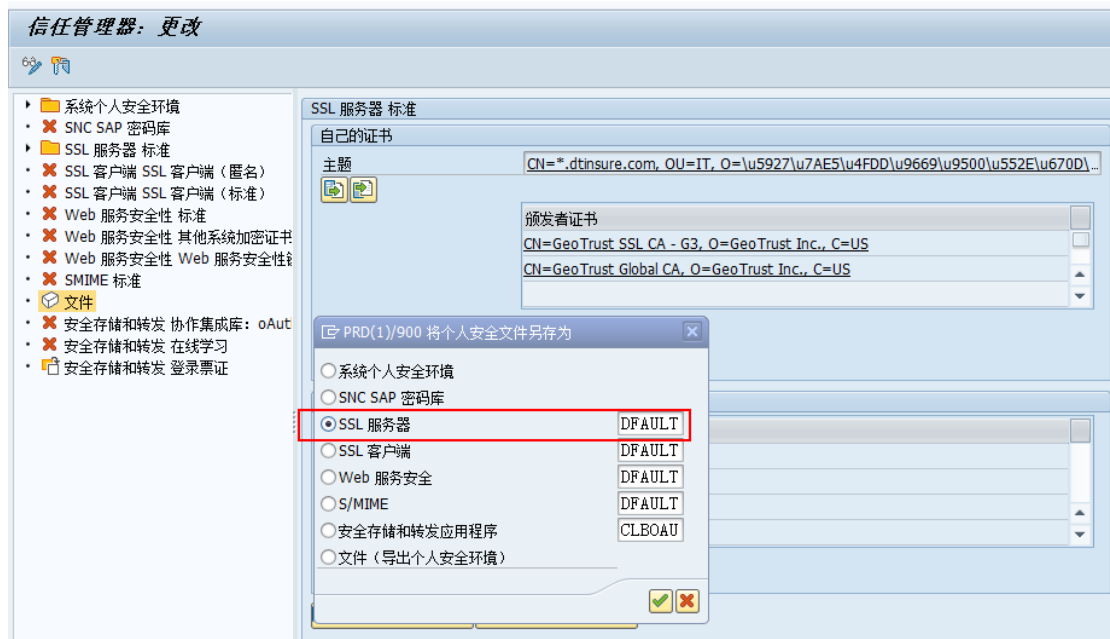 信任管理器：更改
系统个人安全环境
SNC SAP 密码库
SSL 服务器 标准
SSL 客户端 SSL 客户端（匿名）
SSL 客户端 SSL 客户端（标准）
Web 服务安全性 标准
Web 服务安全性 其他系统加密证书
Web 服务安全性 Web 服务安全性
SMIME 标准
文件
安全存储和转发 协作集成库：oAut
安全存储和转发 在线学习
安全存储和转发 登录票证
SSL 服务器 标准
自己的证书
主题
CN=*.dtinsure.com, OU=IT, O=\u5927\u7AE5\u4FDD\u9669\u9500\u552E\u670D\...
颁发者证书
CN=GeoTrust SSL CA - G3, O=GeoTrust Inc., C=US
CN=GeoTrust Global CA, O=GeoTrust Inc., C=US
PRD(1)/900 将个人安全文件另存为
系统个人安全环境
SNC SAP 密码库
SSL 服务器 DFAULT
SSL 客户端 DFAULT
Web 服务安全 DFAULT
S/MIME DFAULT
安全存储和转发应用程序 CLBOAU
文件（导出个人安全环境）